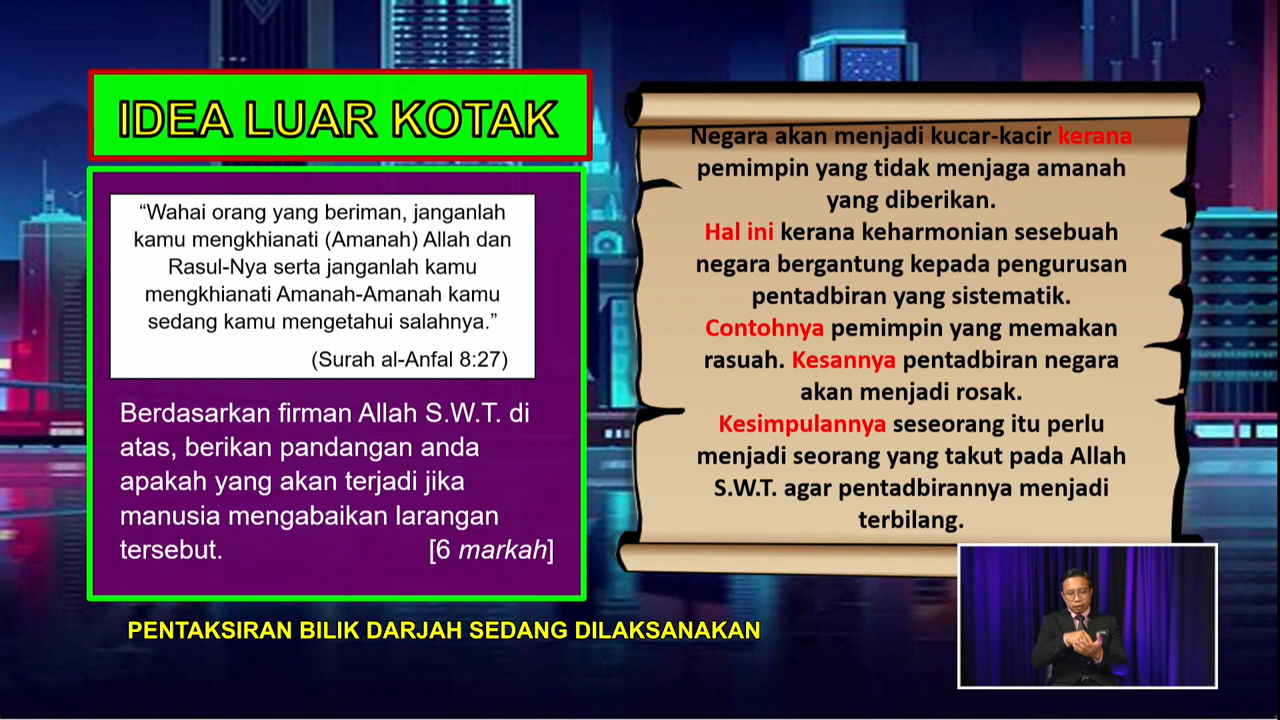 IDEA LUAR KOTAK
“Wahai orang yang beriman, janganlah
kamu mengkhianati (Amanah) Allah dan
Rasul-Nya serta janganlah kamu
mengkhianati Amanah-Amanah kamu
sedang kamu mengetahui salahnya.”
(Surah al-Anfal 8:27)
Berdasarkan firman Allah S.W.T. di
atas, berikan pandangan anda
apakah yang akan terjadi jika
manusia mengabaikan larangan
tersebut. [6 markah]
Negara akan menjadi kucar-kacir kerana
pemimpin yang tidak menjaga amanah
yang diberikan.
Hal ini kerana keharmonian sesebuah
negara bergantung kepada pengurusan
pentadbiran yang sistematik.
Contohnya pemimpin yang memakan
rasuah. Kesannya pentadbiran negara
akan menjadi rosak.
Kesimpulannya seseorang itu perlu
menjadi seorang yang takut pada Allah
S.W.T. agar pentadbirannya menjadi
terbilang.
PENTAKSIRAN BILIK DARJAH SEDANG DILAKSANAKAN